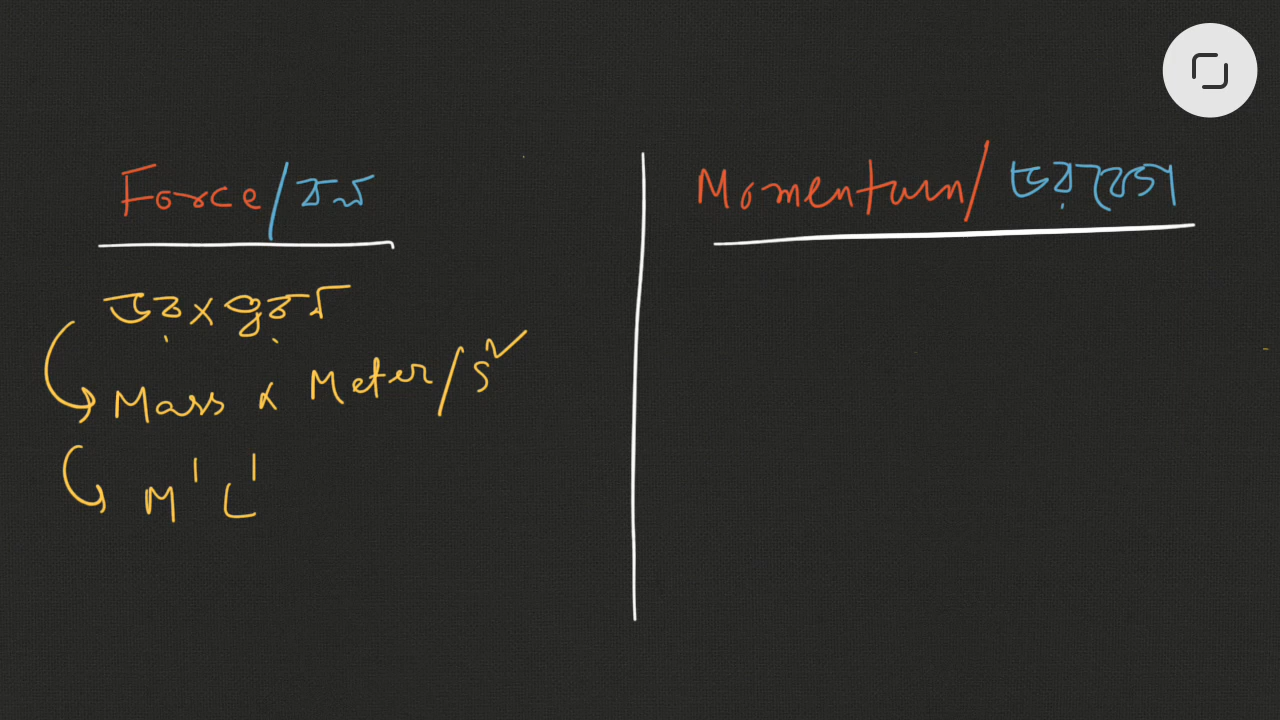 Force/বল
ভর×ত্বরণ
Mass × Meter/s²
M¹ L¹
Momentum/ভরবেগ